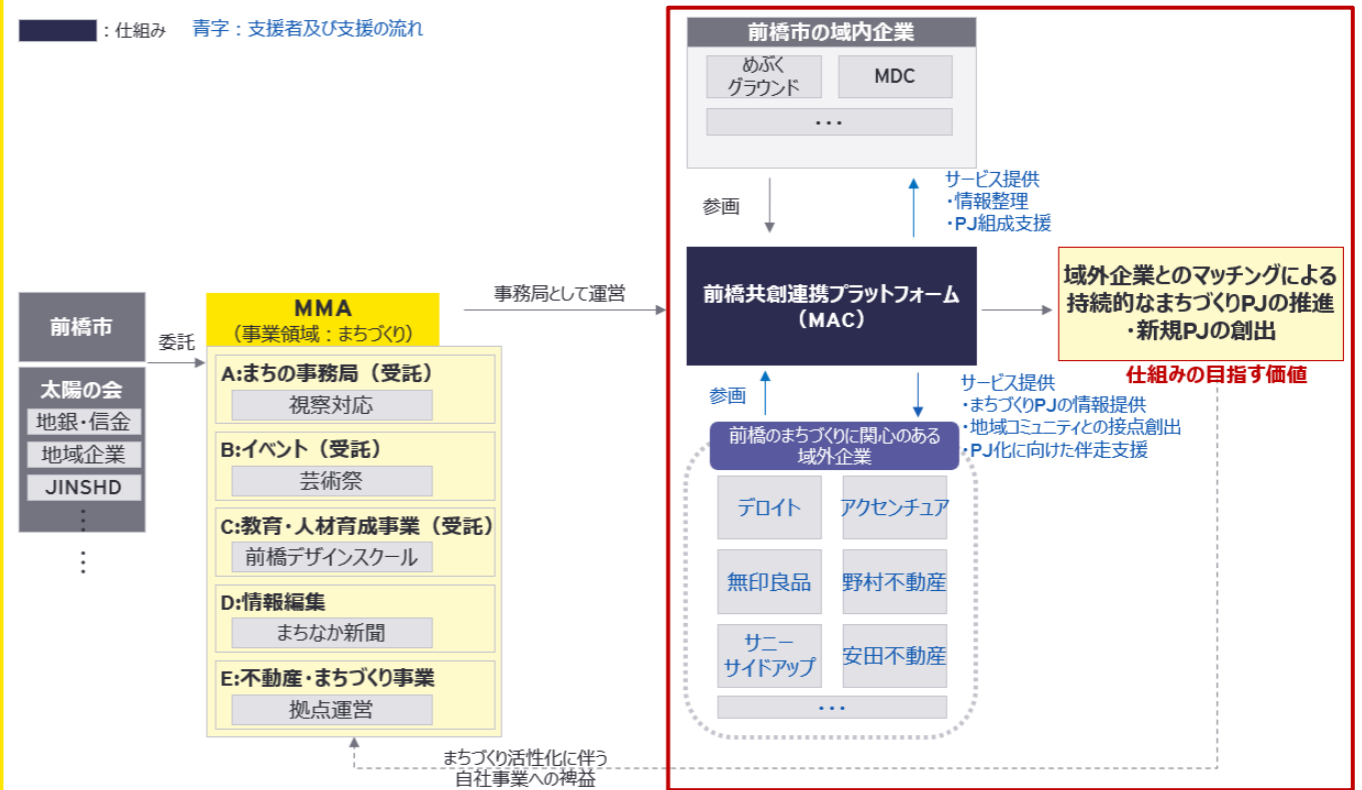 ：仕組み
青字：支援者及び支援の流れ
前橋市の域内企業
めぶく
グラウンド
MDC
・・・
参画
サービス提供
・情報整理
・PJ組成支援
前橋市
太陽の会
地銀・信金
地域企業
JINSHD
⋮
⋮
委託
MMA
（事業領域：まちづくり）
A:まちの事務局（受託）
視察対応
B:イベント（受託）
芸術祭
C:教育・人材育成事業（受託）
前橋デザインスクール
D:情報編集
まちなか新聞
E:不動産・まちづくり事業
拠点運営
事務局として運営
前橋共創連携プラットフォーム
（MAC）
域外企業とのマッチングによる
持続的なまちづくりPJの推進
・新規PJの創出
仕組みの目指す価値
参画
サービス提供
・まちづくりPJの情報提供
・地域コミュニティとの接点創出
・PJ化に向けた伴走支援
前橋のまちづくりに関心のある
域外企業
デロイト
アクセンチュア
無印良品
野村不動産
サニー
サイドアップ
安田不動産
・・・
まちづくり活性化に伴う
自社事業への裨益